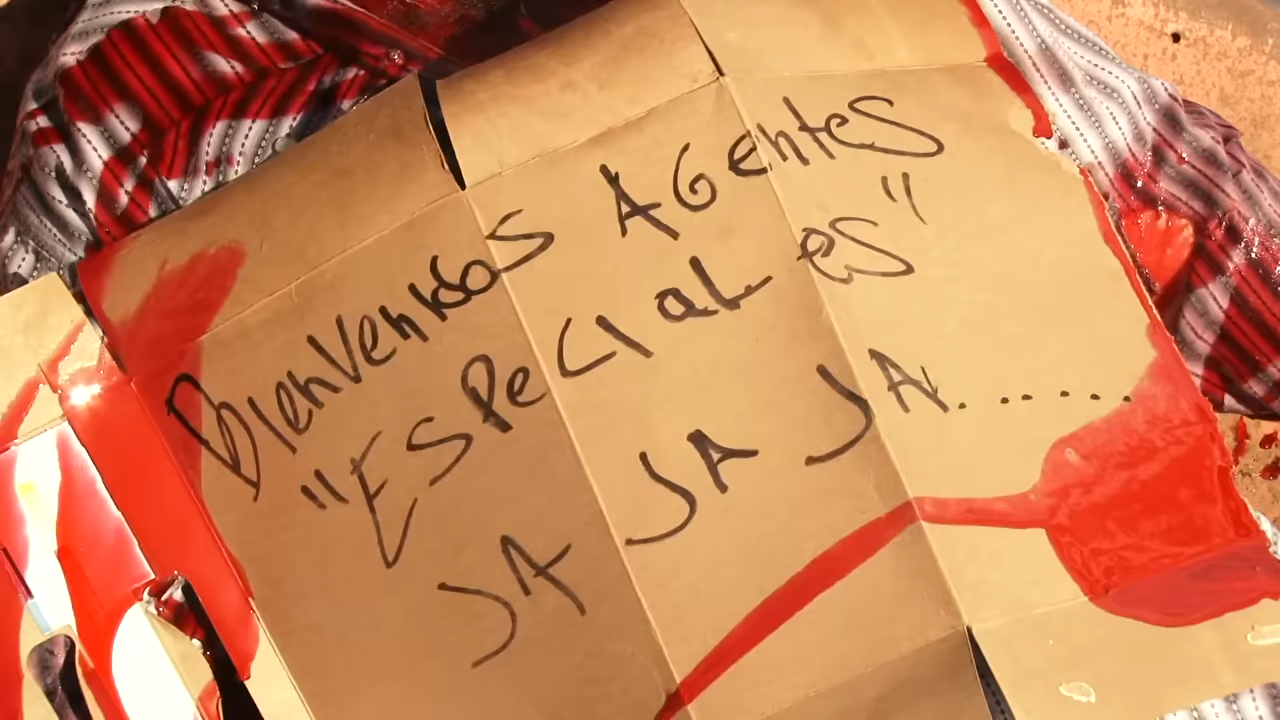 BienVenidos AGentes
"ESPeCIaLes"
JA JA JA.......